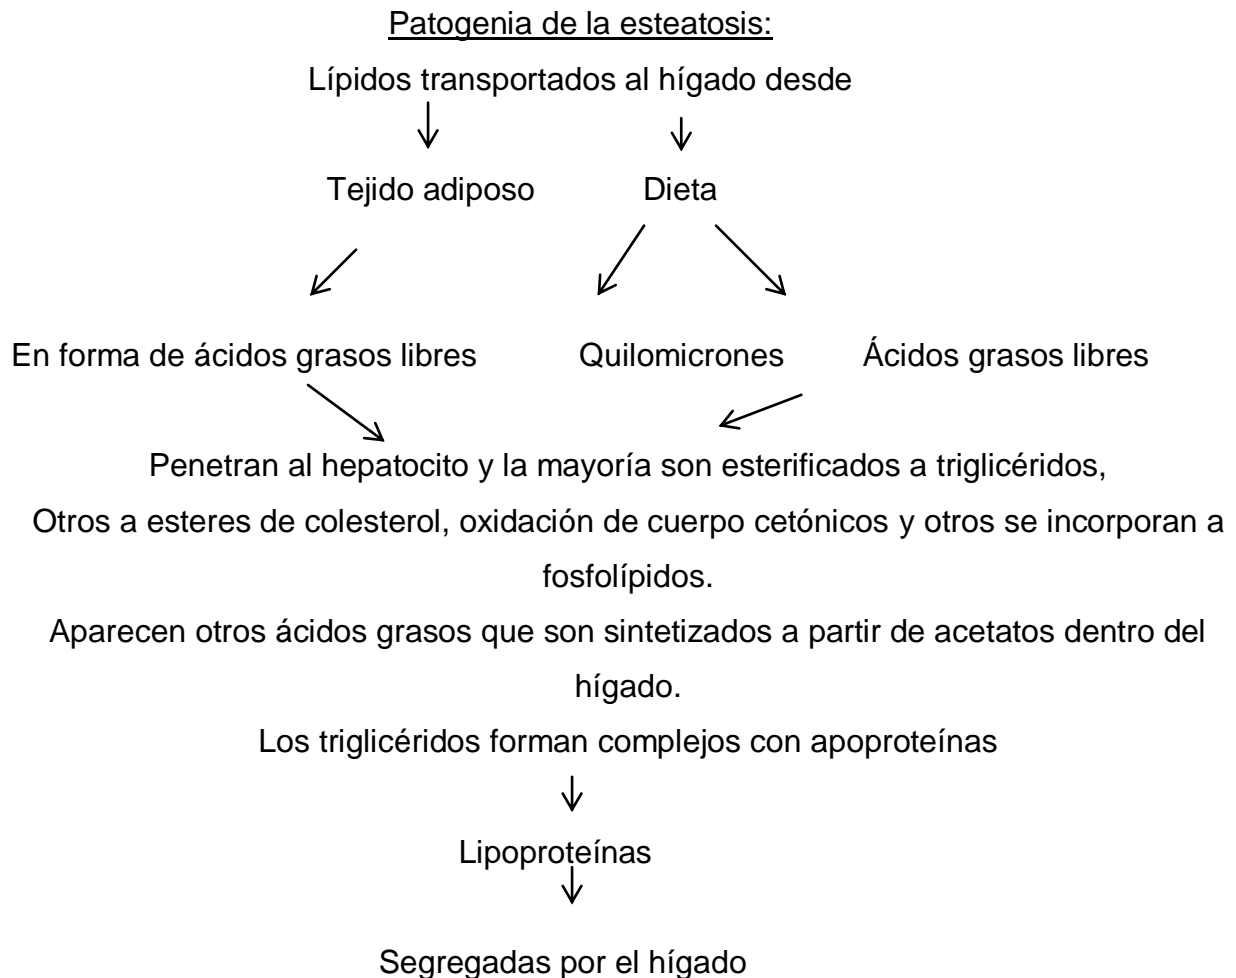 Patogenia de la esteatosis:
Lípidos transportados al hígado desde
Tejido adiposo Dieta
En forma de ácidos grasos libres Quilomicrones Ácidos grasos libres
Penetran al hepatocito y la mayoría son esterificados a triglicéridos,
Otros a esteres de colesterol, oxidación de cuerpo cetónicos y otros se incorporan a
fosfolípidos.
Aparecen otros ácidos grasos que son sintetizados a partir de acetatos dentro del
hígado.
Los triglicéridos forman complejos con apoproteínas
Lipoproteínas
Segregadas por el hígado